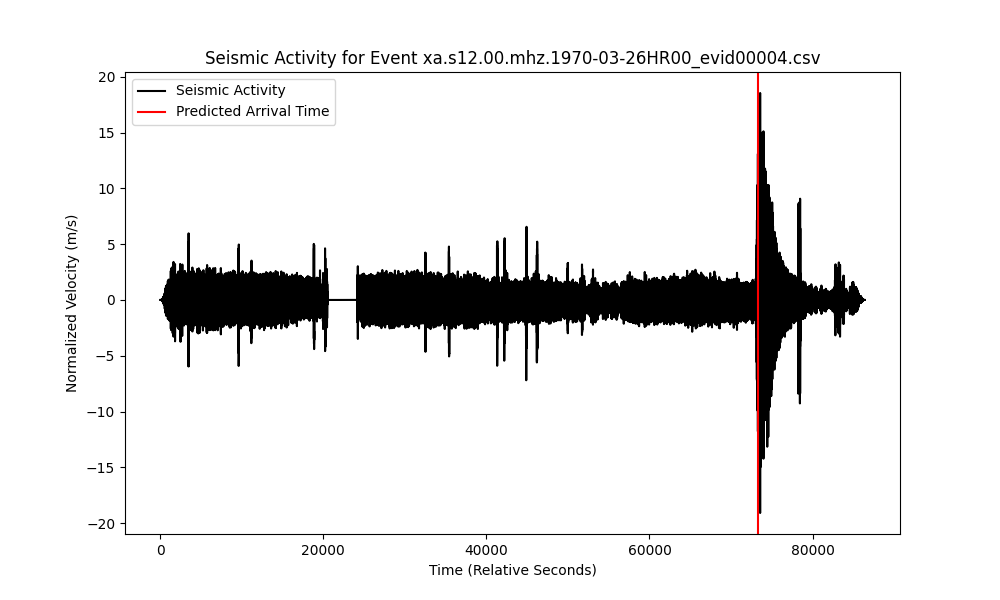 Seismic Activity for Event xa.s12.00.mhz.1970-03-26HR00_evid00004.csv
Seismic Activity
Predicted Arrival Time
Normalized Velocity (m/s)
20
15
10
5
0
−5
−10
−15
−20
0 20000 40000 60000 80000
Time (Relative Seconds)